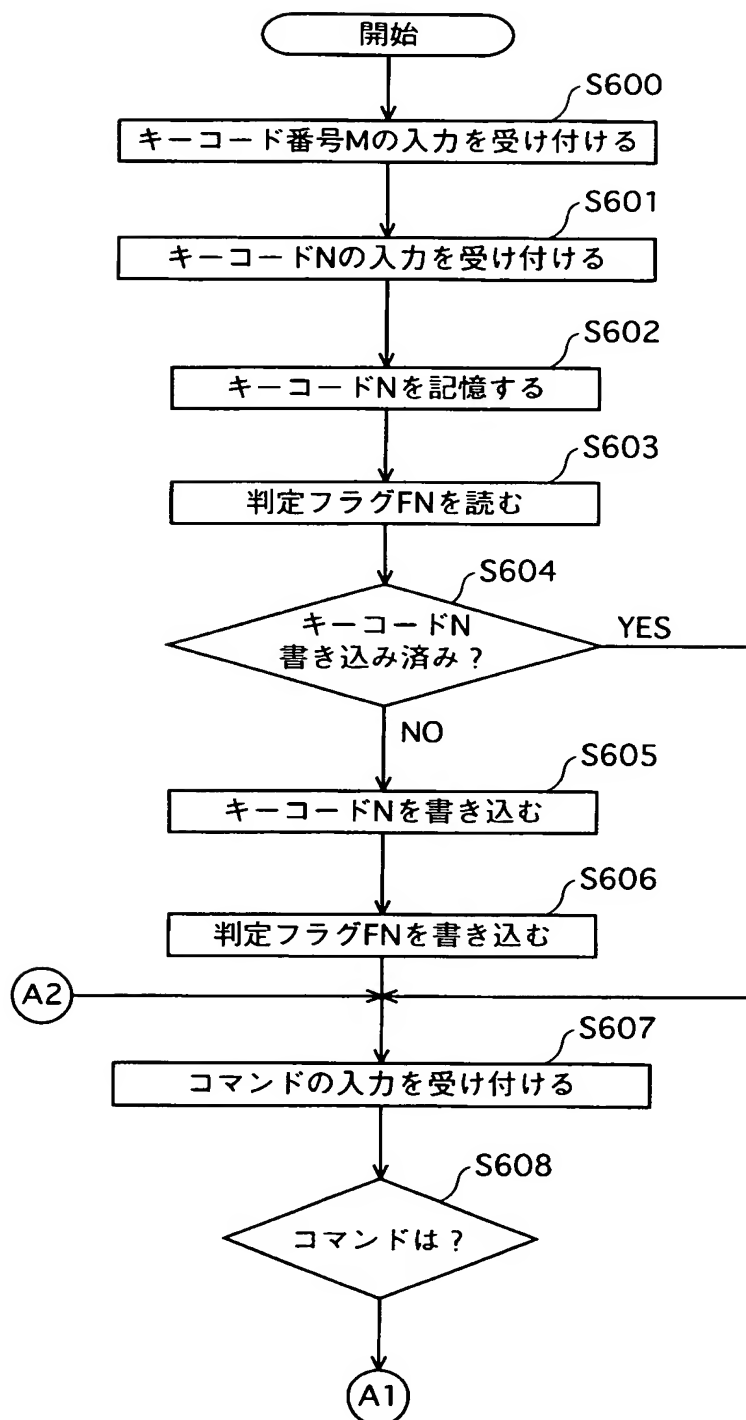 開始
S600
キーコード番号Mの入力を受け付ける
S601
キーコードNの入力を受け付ける
S602
キーコードNを記憶する
S603
判定フラグFNを読む
S604
キーコードN
書き込み済み？
YES
NO
S605
キーコードNを書き込む
S606
判定フラグFNを書き込む
A2
S607
コマンドの入力を受け付ける
S608
コマンドは？
A1